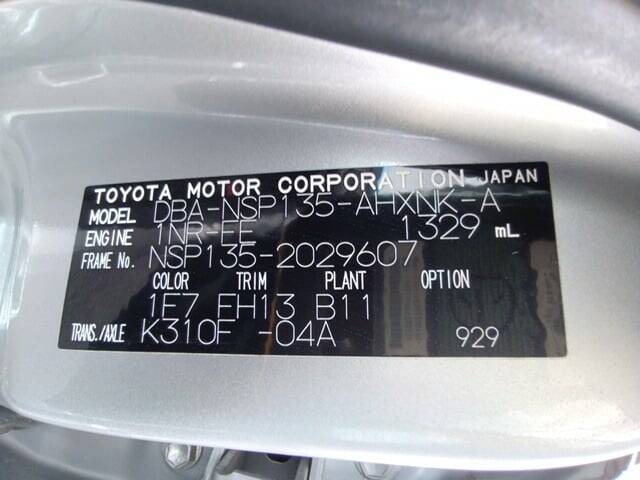 TOYOTA MOTOR CORPORATION JAPAN
MODEL DBA-NSP135-AHXNK-A
ENGINE 1NR-FE 1329 mL
FRAME No. NSP135-2029607
COLOR TRIM PLANT OPTION
1F7 FH13 B11
TRANS./AXLE K310F -04A 929